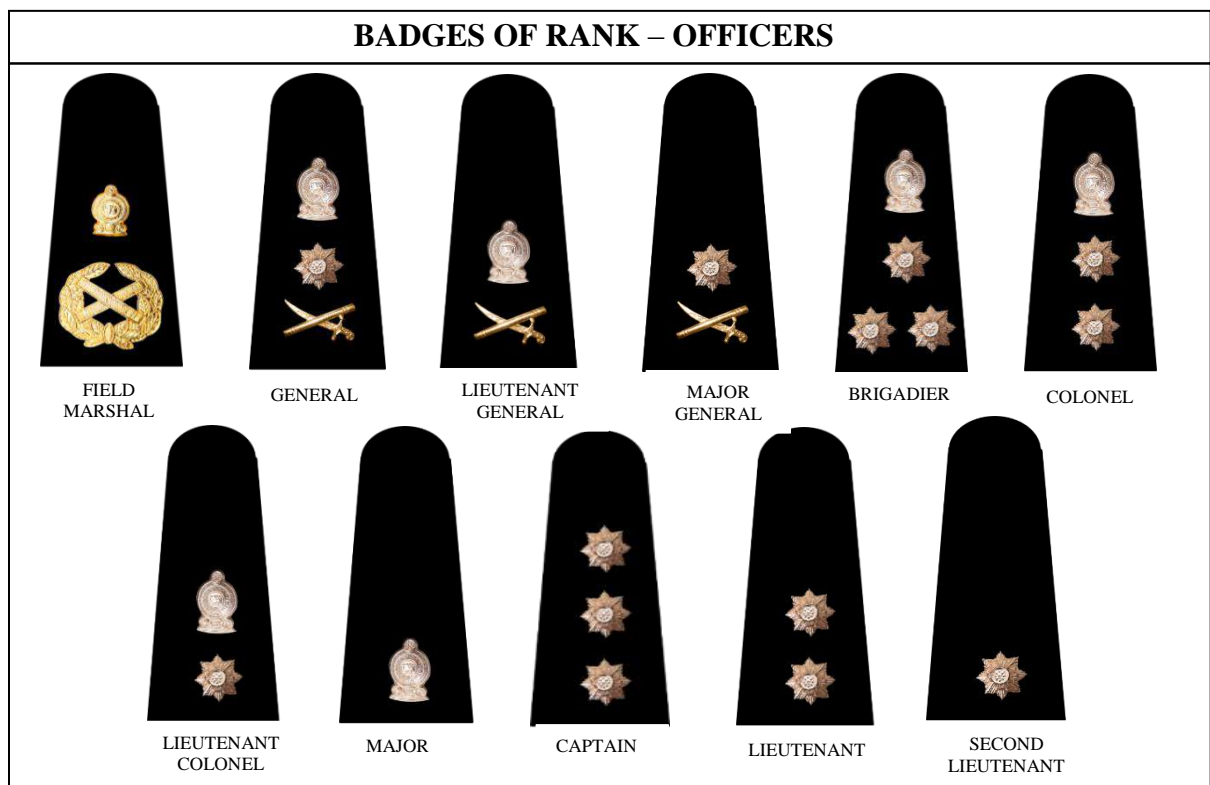 BADGES OF RANK – OFFICERS
FIELD
MARSHAL
GENERAL
LIEUTENANT
GENERAL
MAJOR
GENERAL
BRIGADIER
COLONEL
LIEUTENANT
COLONEL
MAJOR
CAPTAIN
LIEUTENANT
SECOND
LIEUTENANT